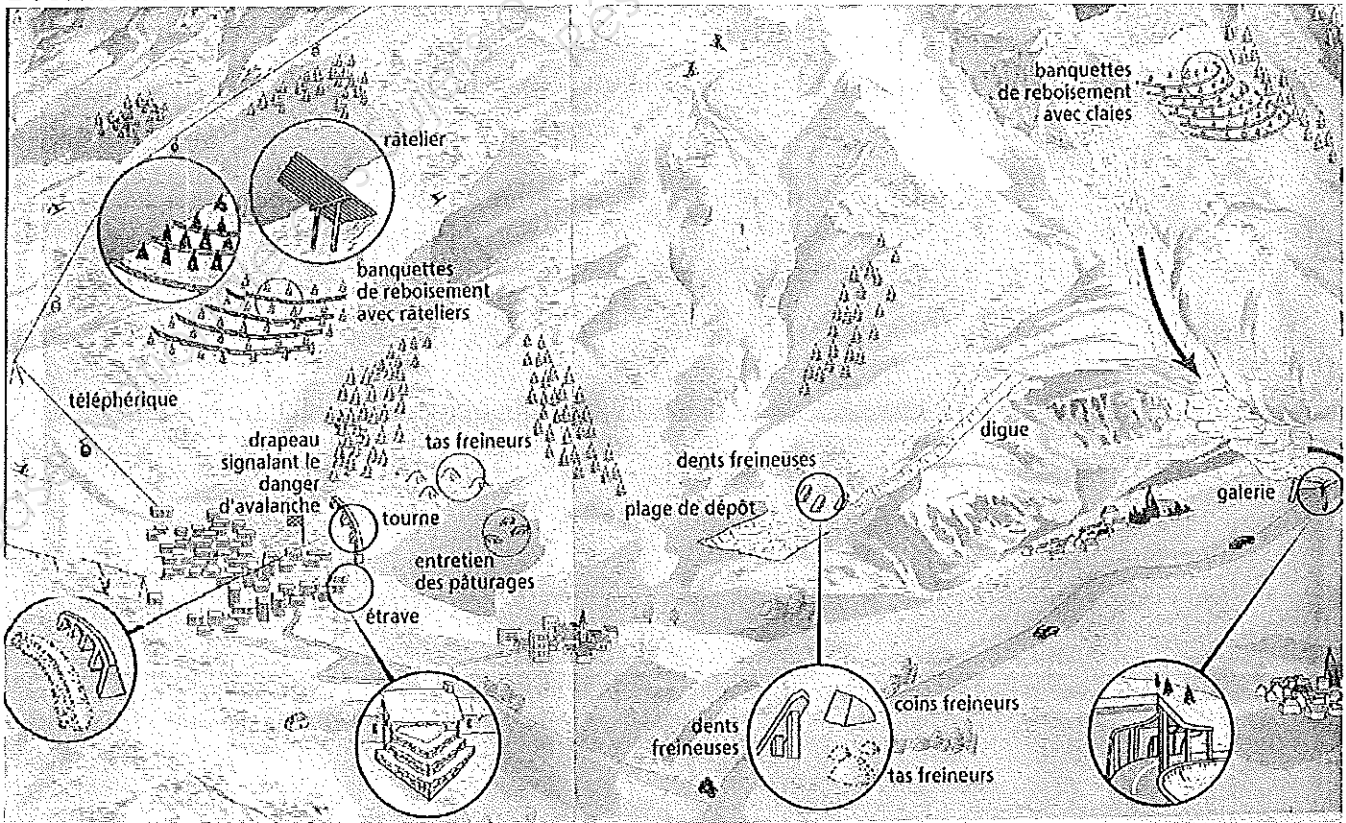 râtelier
banquettes
de reboisement
avec claies
banquettes
de reboisement
avec râteliers
téléphérique
drapeau
signalant le
danger
d'avalanche
tas freineurs
tourne
entretien
des pâturages
étrave
dents freineuses
plage de dépôt
digue
galerie
dents
freineuses
coins freineurs
tas freineurs